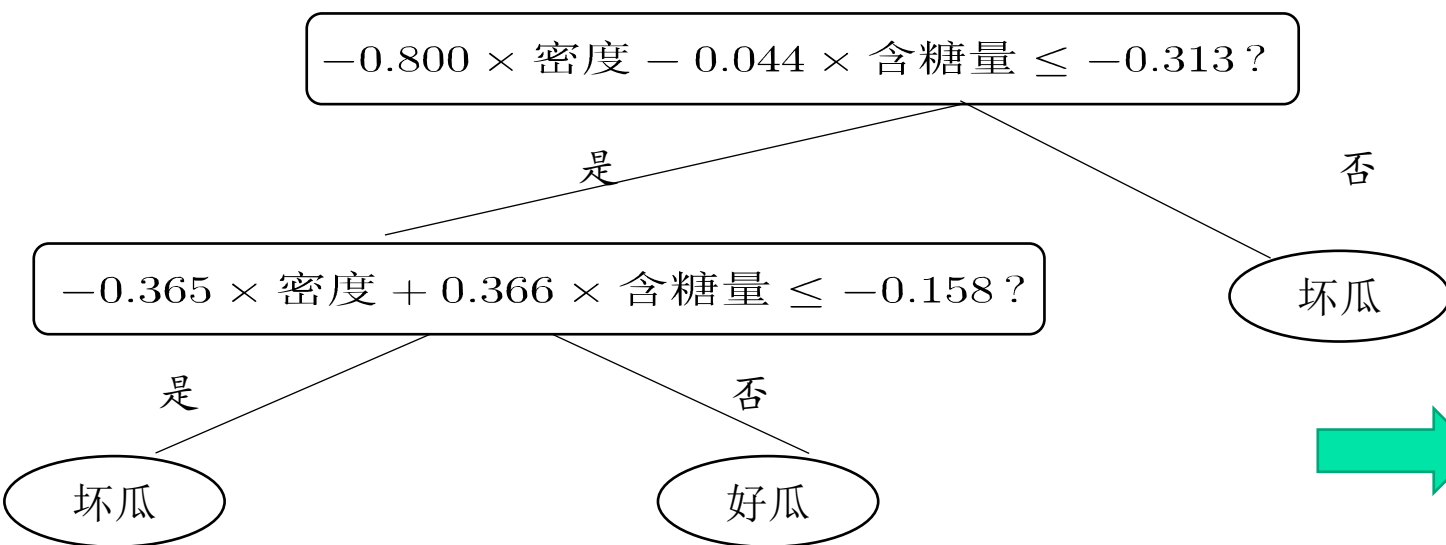 −0.800 × 密度 − 0.044 × 含糖量 ≤ −0.313？
是
否
−0.365 × 密度 + 0.366 × 含糖量 ≤ −0.158？
坏瓜
是
否
坏瓜
好瓜